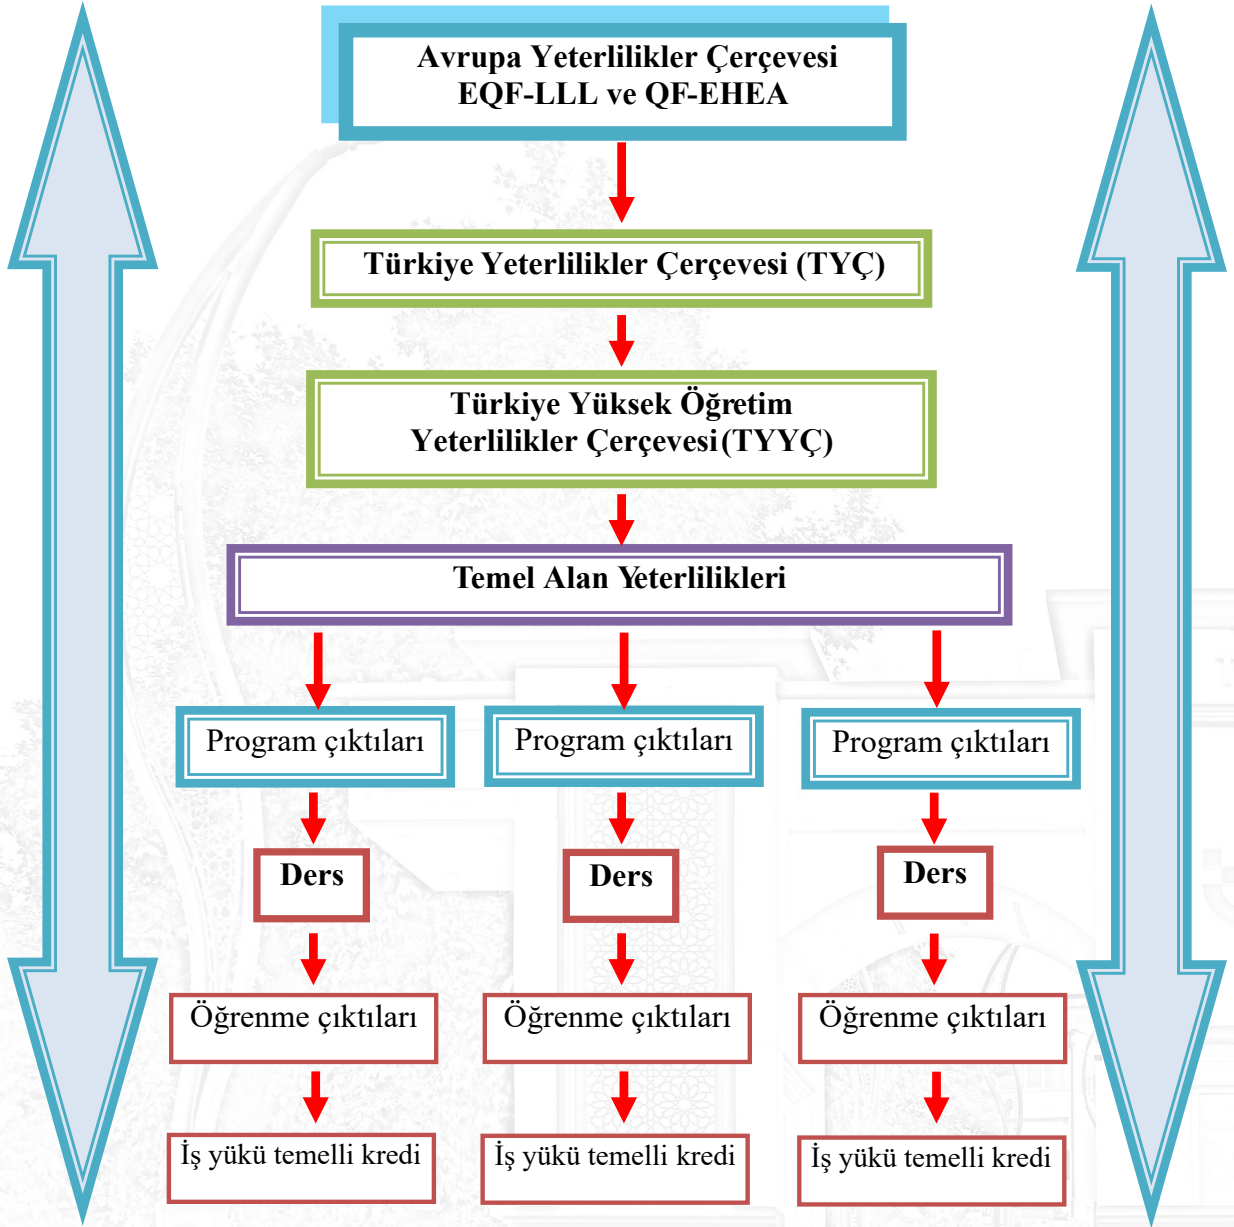 Avrupa Yeterlilikler Çerçevesi
EQF-LLL ve QF-EHEA
Türkiye Yeterlilikler Çerçevesi (TYÇ)
Türkiye Yüksek Öğretim
Yeterlilikler Çerçevesi (TYYÇ)
Temel Alan Yeterlilikleri
Program çıktıları
Program çıktıları
Program çıktıları
Ders
Ders
Ders
Öğrenme çıktıları
Öğrenme çıktıları
Öğrenme çıktıları
İş yükü temelli kredi
İş yükü temelli kredi
İş yükü temelli kredi